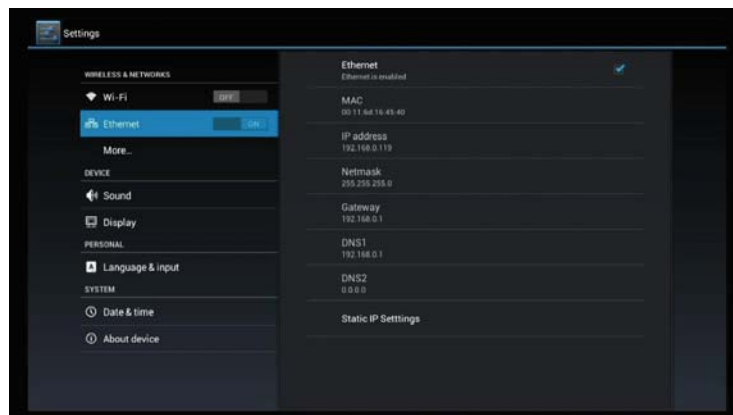 Settings
WIRELESS & NETWORKS
Wi-Fi OFF
Ethernet ON
More...
DEVICE
Sound
Display
PERSONAL
A Language & input
SYSTEM
Date & time
About device
Ethernet
Ethernet is enabled
MAC
00:11:6d:16:45:40
IP address
192.168.0.119
Netmask
255.255.255.0
Gateway
192.168.0.1
DNS1
192.168.0.1
DNS2
0.0.0.0
Static IP Setttings